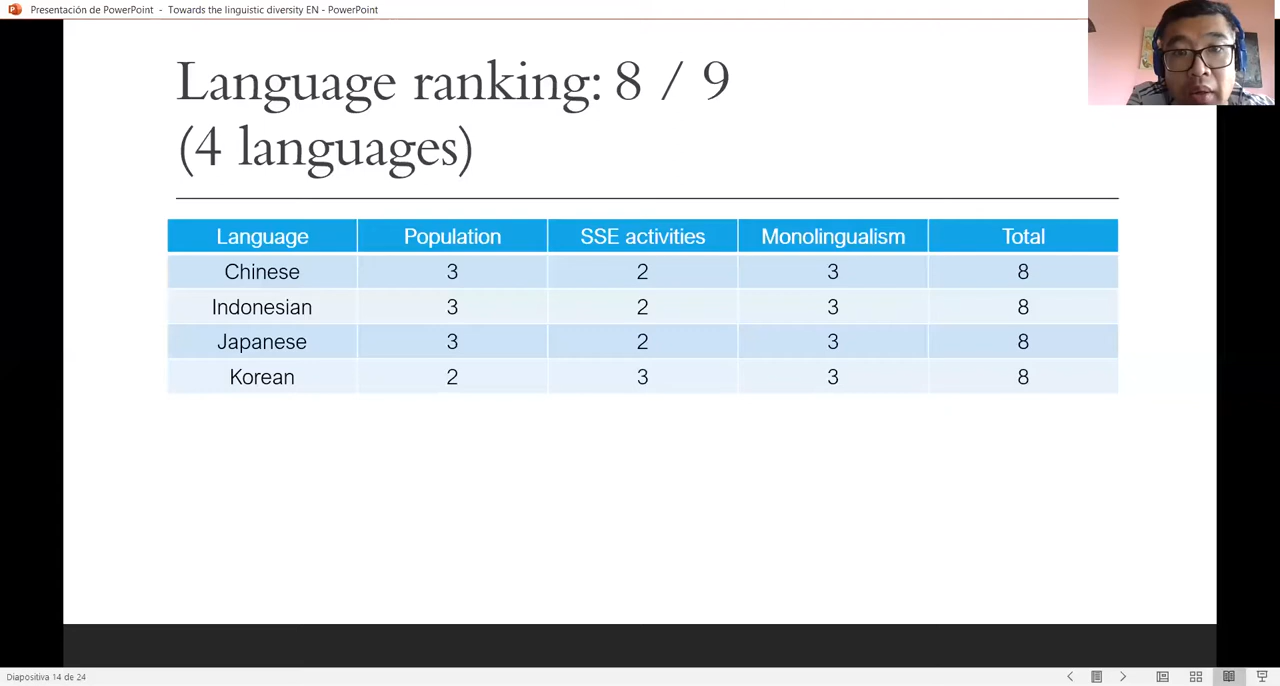 Presentación de PowerPoint - Towards the linguistic diversity EN - PowerPoint
Language ranking: 8 / 9
(4 languages)
Language Population SSE activities Monolingualism Total
Chinese 3 2 3 8
Indonesian 3 2 3 8
Japanese 3 2 3 8
Korean 2 3 3 8
Diapositiva 14 de 24